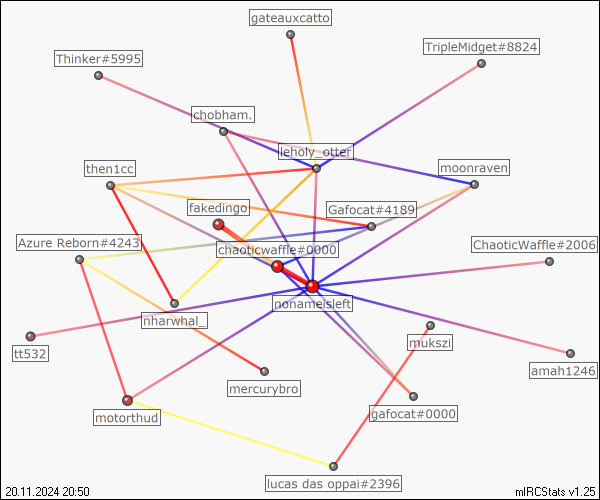 gateauxcatto
TripleMidget#8824
Thinker#5995
chobham.
leholy_otter
then1cc
moonraven
fakedingo
Gafocat#4189
Azure Reborn#4243
chaoticwaffle#0000
ChaoticWaffle#2006
nonameisleft
nharwhal_
mukszi
tt532
amah1246
mercurybro
motorthud
gafocat#0000
lucas das oppai#2396
20.11.2024 20:50
mIRCStats v1.25